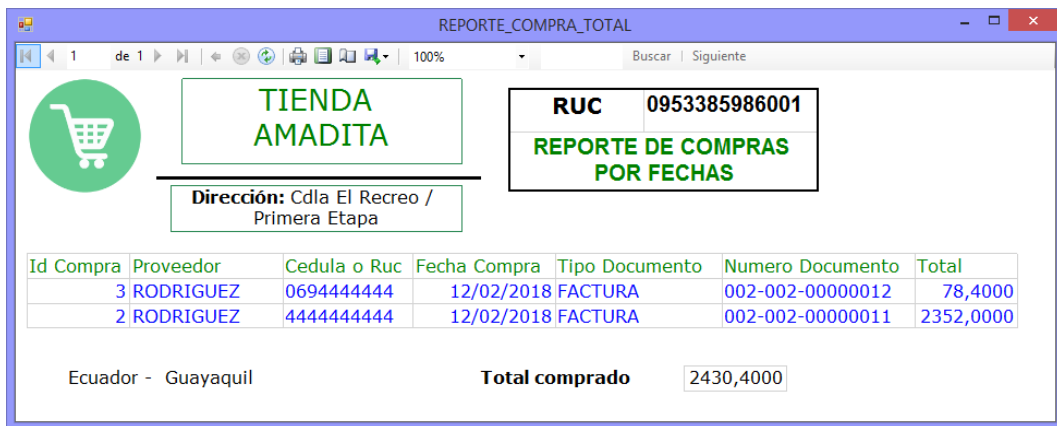 REPORTE_COMPRA_TOTAL
1 de 1 100% Buscar | Siguiente
TIENDA
AMADITA
RUC 0953385986001
REPORTE DE COMPRAS
POR FECHAS
Dirección: Cdla El Recreo /
Primera Etapa
Id Compra Proveedor Cedula o Ruc Fecha Compra Tipo Documento Numero Documento Total
3 RODRIGUEZ 0694444444 12/02/2018 FACTURA 002-002-00000012 78,4000
2 RODRIGUEZ 4444444444 12/02/2018 FACTURA 002-002-00000011 2352,0000
Ecuador - Guayaquil Total comprado 2430,4000